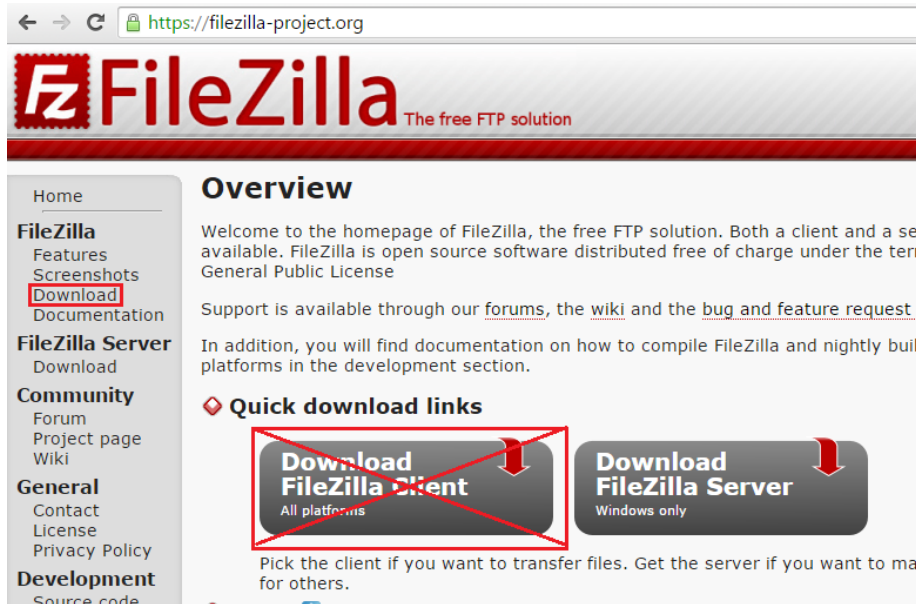 https://filezilla-project.org
FZ FileZilla The free FTP solution
Home
FileZilla
Features
Screenshots
Download
Documentation
FileZilla Server
Download
Community
Forum
Project page
Wiki
General
Contact
License
Privacy Policy
Development
Source code
Overview
Welcome to the homepage of FileZilla, the free FTP solution. Both a client and a se
available. FileZilla is open source software distributed free of charge under the ter
General Public License
Support is available through our forums, the wiki and the bug and feature request
In addition, you will find documentation on how to compile FileZilla and nightly buil
platforms in the development section.
Quick download links
Download
FileZilla Client
All platforms
Download
FileZilla Server
Windows only
Pick the client if you want to transfer files. Get the server if you want to ma
for others.